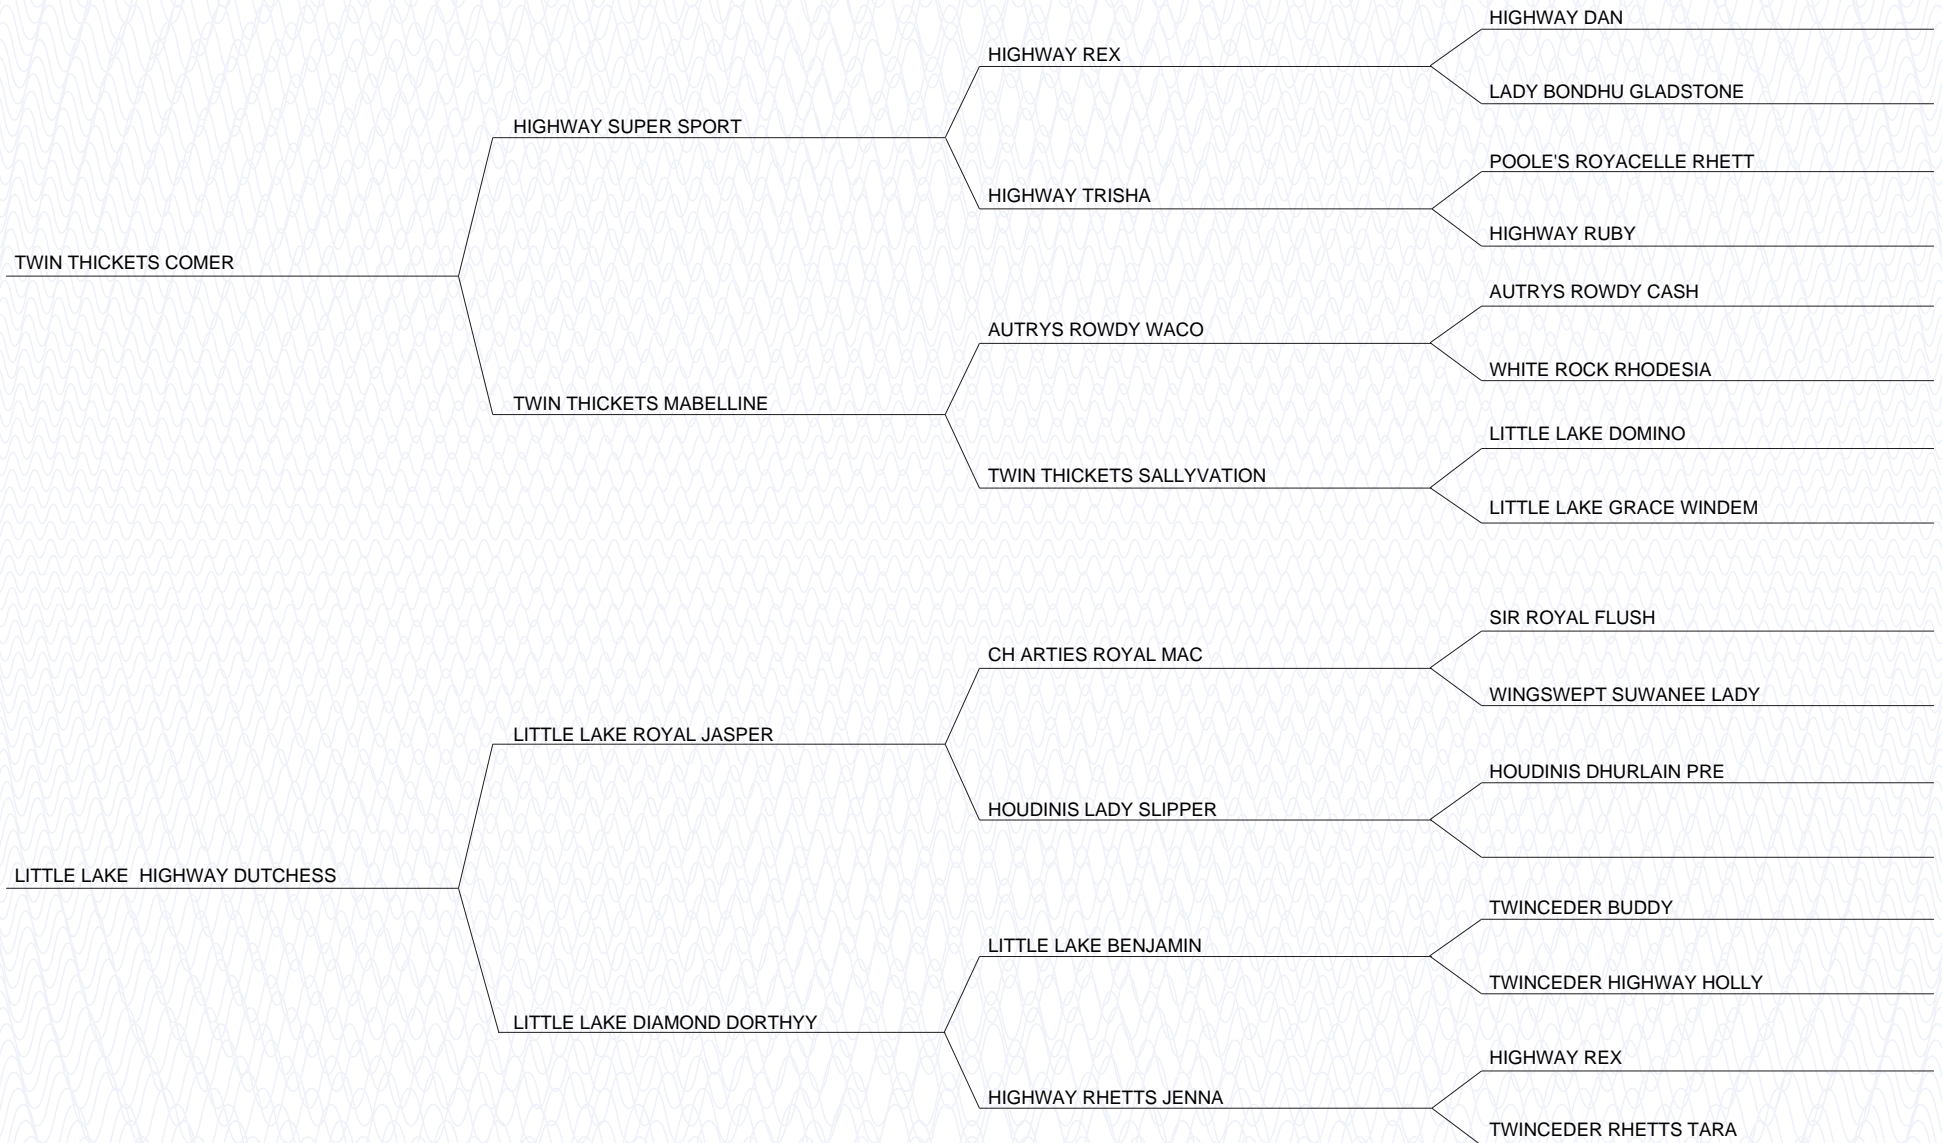 HIGHWAY DAN
HIGHWAY REX
LADY BONDHU GLADSTONE
HIGHWAY SUPER SPORT
POOLE'S ROYACELLE RHETT
HIGHWAY TRISHA
HIGHWAY RUBY
TWIN THICKETS COMER
AUTRYS ROWDY CASH
AUTRYS ROWDY WACO
WHITE ROCK RHODESIA
TWIN THICKETS MABELLINE
LITTLE LAKE DOMINO
TWIN THICKETS SALLYVATION
LITTLE LAKE GRACE WINDEM
SIR ROYAL FLUSH
CH ARTIES ROYAL MAC
WINGSWEPT SUWANEE LADY
LITTLE LAKE ROYAL JASPER
HOUDINIS DHURLAIN PRE
HOUDINIS LADY SLIPPER
LITTLE LAKE  HIGHWAY DUTCHESS
TWINCEDER BUDDY
LITTLE LAKE BENJAMIN
TWINCEDER HIGHWAY HOLLY
LITTLE LAKE DIAMOND DORTHYY
HIGHWAY REX
HIGHWAY RHETTS JENNA
TWINCEDER RHETTS TARA